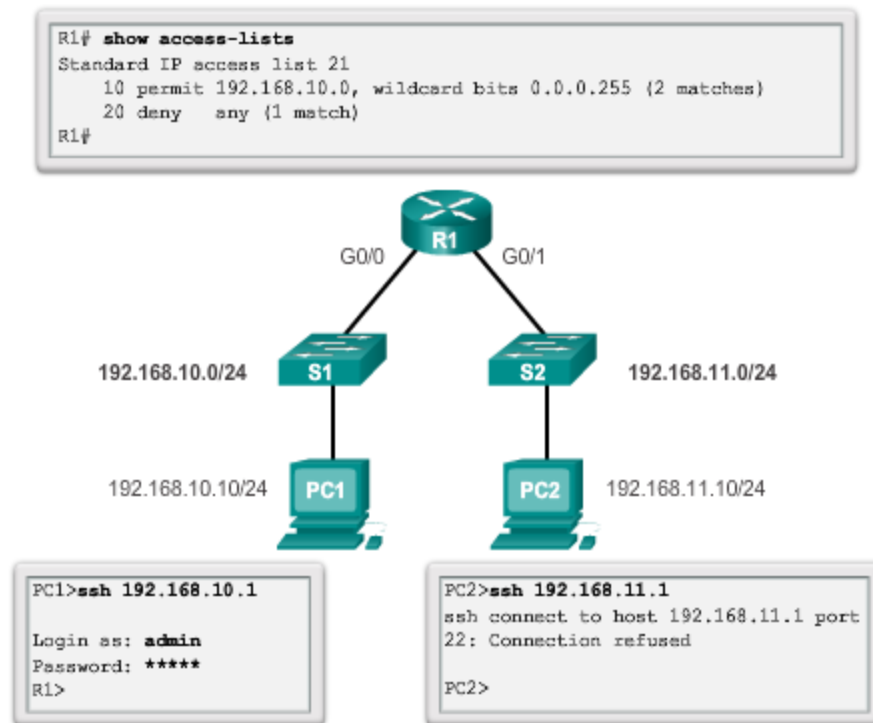 R1# show access-lists
Standard IP access list 21
10 permit 192.168.10.0, wildcard bits 0.0.0.255 (2 matches)
20 deny any (1 match)
R1#
R1
G0/0
G0/1
192.168.10.0/24
S1
S2
192.168.11.0/24
192.168.10.10/24
PC1
PC2
192.168.11.10/24
PC1>ssh 192.168.10.1
Login as: admin
Password: *****
R1>
PC2>ssh 192.168.11.1
ssh connect to host 192.168.11.1 port
22: Connection refused
PC2>